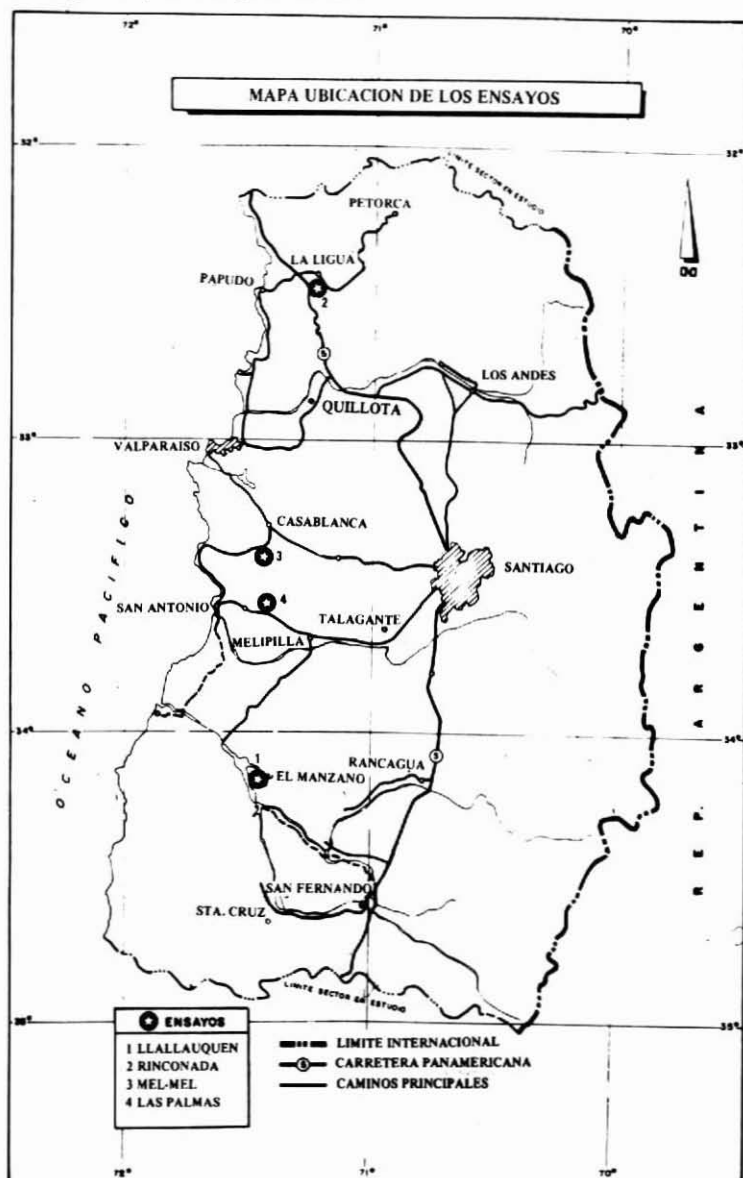 72°
71°
70°
MAPA UBICACION DE LOS ENSAYOS
32°
32°
LIMITE SECTOR EN ESTUDIO
PETORCA
LA LIGUA
PAPUDO
2
5
LOS ANDES
QUILLOTA
33°
33°
VALPARAISO
CASABLANCA
3
SANTIAGO
4
SAN ANTONIO
TALAGANTE
MELIPILLA
OCEANO PACIFICO
REP. ARGENTINA
34°
34°
5
RANCAGUA
1
EL MANZANO
SAN FERNANDO
STA. CRUZ
LIMITE SECTOR EN ESTUDIO
35°
35°
ENSAYOS
1 LLALLAUQUEN
2 RINCONADA
3 MEL-MEL
4 LAS PALMAS
LIMITE INTERNACIONAL
5 CARRETERA PANAMERICANA
CAMINOS PRINCIPALES
72°
71°
70°